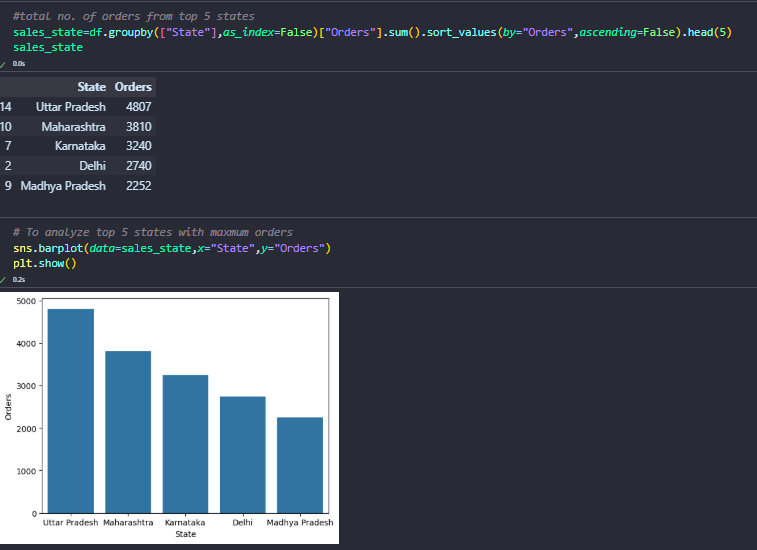 #total no. of orders from top 5 states
sales_state=df.groupby(["State"],as_index=False)["Orders"].sum().sort_values(by="Orders",ascending=False).head(5)
sales_state
0.0s
State Orders
14 Uttar Pradesh 4807
10 Maharashtra 3810
7 Karnataka 3240
2 Delhi 2740
9 Madhya Pradesh 2252
# To analyze top 5 states with maxmum orders
sns.barplot(data=sales_state,x="State",y="Orders")
plt.show()
0.2s
5000
4000
3000
2000
1000
0
Orders
Uttar Pradesh Maharashtra Karnataka Delhi Madhya Pradesh
State